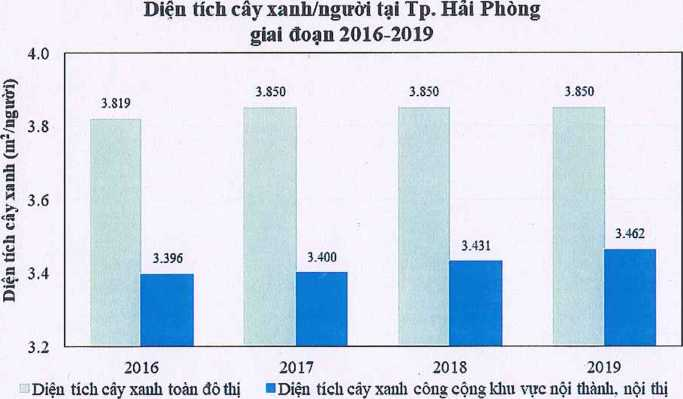 Diện tích cây xanh/người tại Tp. Hải Phòng
giai đoạn 2016-2019
Diện tích cây xanh (m²/người)
4.0
3.8
3.6
3.4
3.2
3.819
3.396
3.850
3.400
3.850
3.431
3.850
3.462
2016 2017 2018 2019
Diện tích cây xanh toàn đô thị Diện tích cây xanh công cộng khu vực nội thành, nội thị